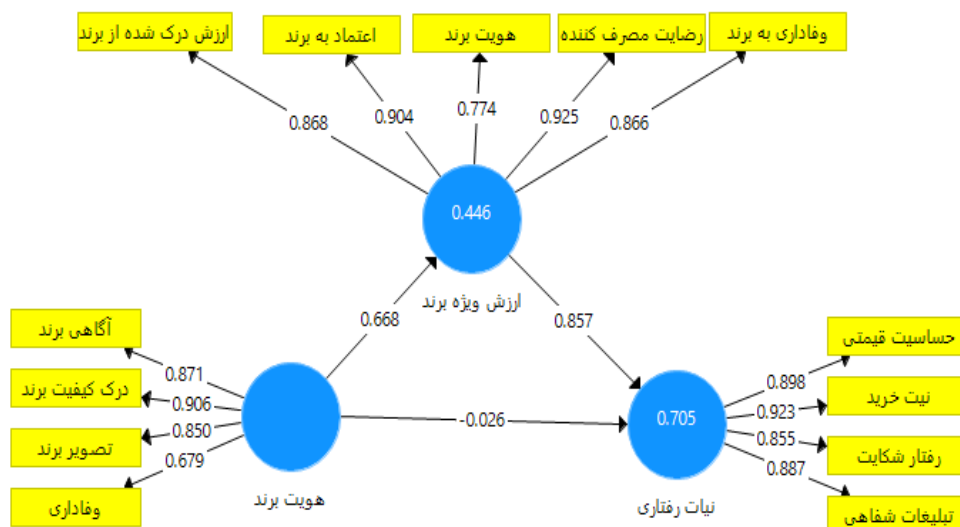 ارزش درک شده از برند
اعتماد به برند
هویت برند
رضایت مصرف کننده
وفاداری به برند
0.868
0.904
0.774
0.925
0.866
0.446
ارزش ویژه برند
0.668
0.857
آگاهی برند
درک کیفیت برند
تصویر برند
وفاداری
0.871
0.906
0.850
0.679
هویت برند
-0.026
0.705
نیات رفتاری
0.898
0.923
0.855
0.887
حساسیت قیمتی
نیت خرید
رفتار شکایت
تبلیغات شفاهی